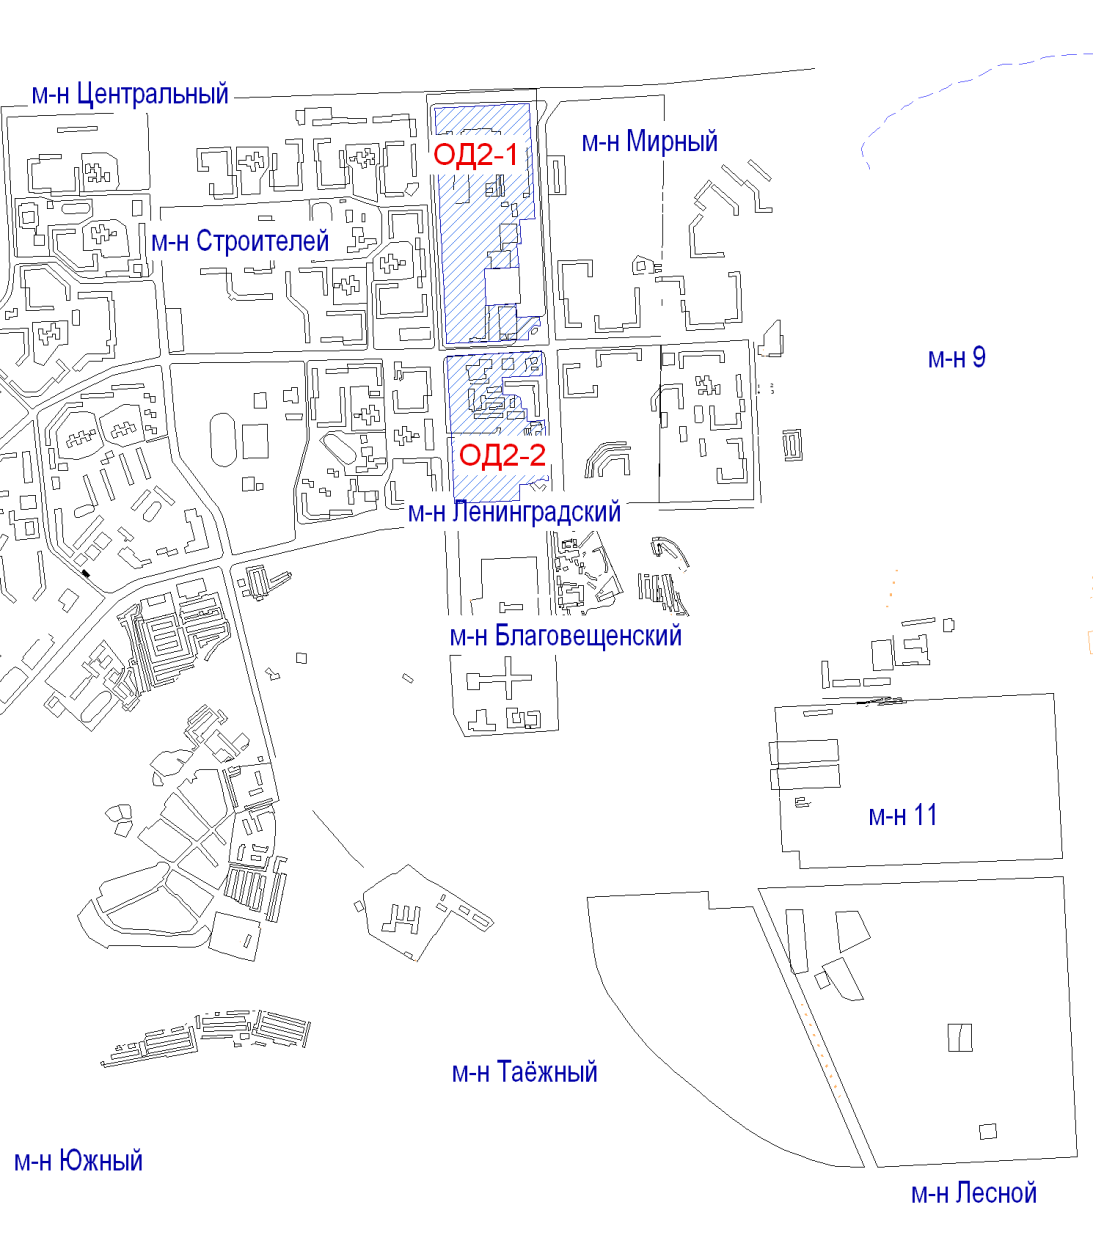 м-н Центральный
м-н Мирный
ОД2-1
м-н Строителей
м-н 9
ОД2-2
м-н Ленинградский
м-н Благовещенский
м-н 11
м-н Таёжный
м-н Южный
м-н Лесной